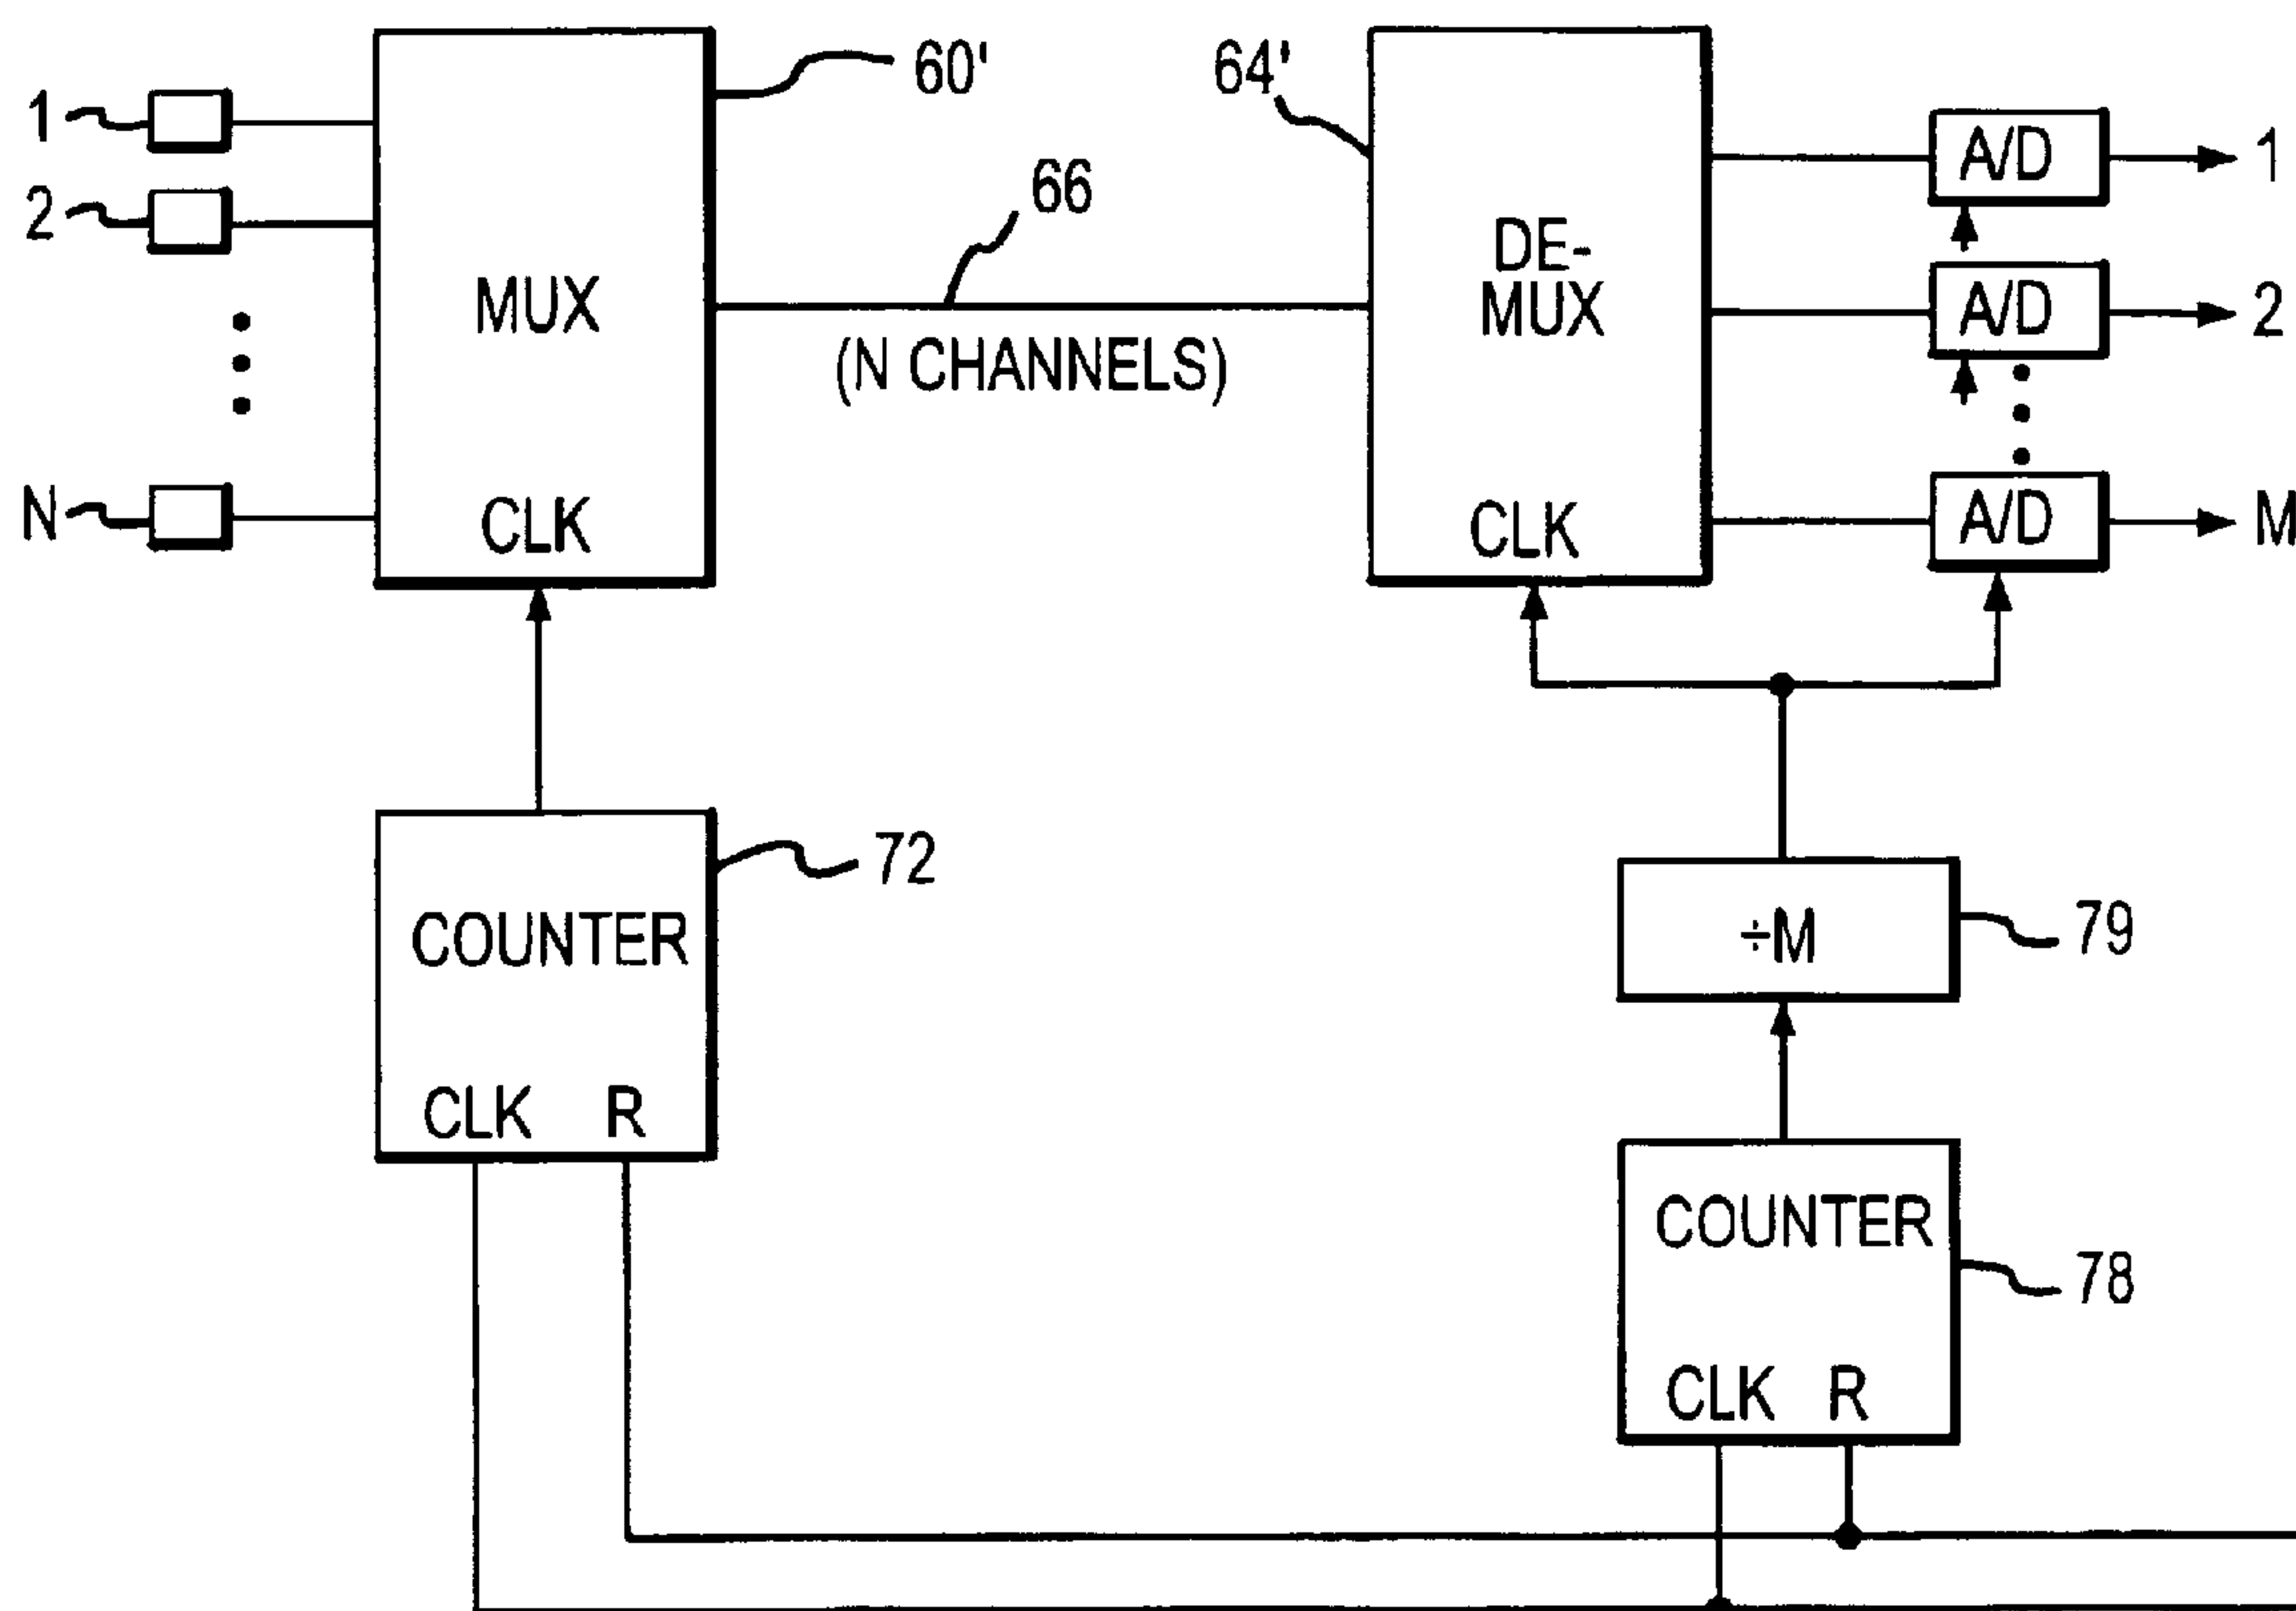 1
2
N
MUX
CLK
60'
66
(N CHANNELS)
64'
DE-
MUX
CLK
A/D
1
A/D
2
A/D
M
COUNTER
CLK R
72
÷M
79
COUNTER
CLK R
78